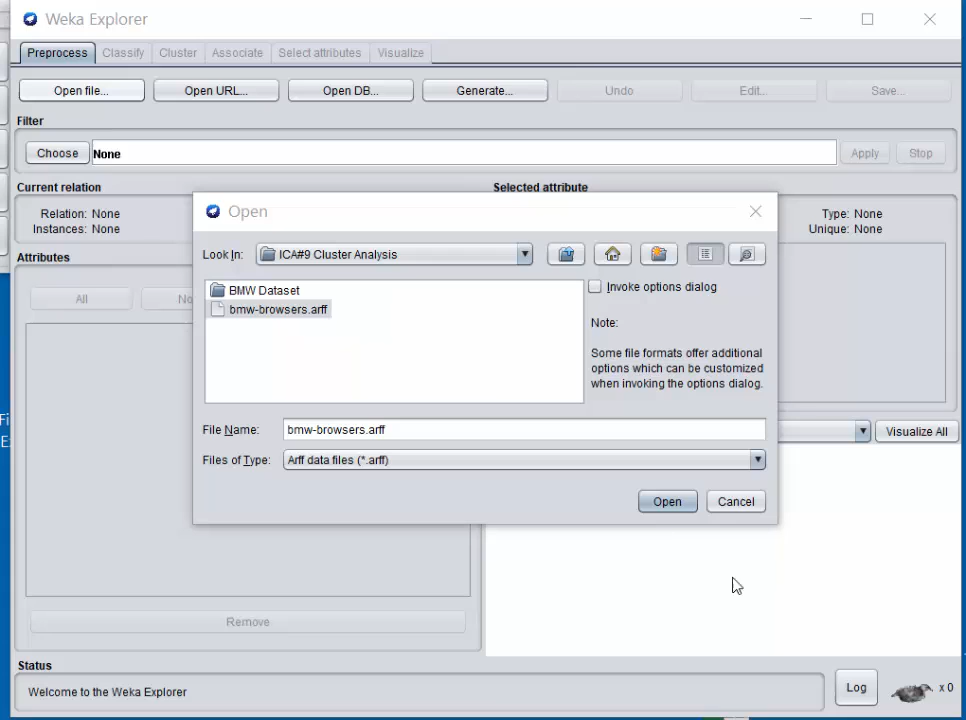 Weka Explorer
Preprocess Classify Cluster Associate Select attributes Visualize
Open file... Open URL... Open DB... Generate... Undo Edit... Save...
Filter
Choose None Apply Stop
Current relation
Selected attribute
Relation: None
Type: None
Instances: None
Unique: None
Attributes
All
No
Open
Look In: ICA#9 Cluster Analysis
BMW Dataset
bmw-browsers.arff
Invoke options dialog
Note:
Some file formats offer additional
options which can be customized
when invoking the options dialog.
File Name: bmw-browsers.arff
Files of Type: Arff data files (*.arff)
Open Cancel
Visualize All
Fi
E
Remove
Status
Welcome to the Weka Explorer
Log
x 0